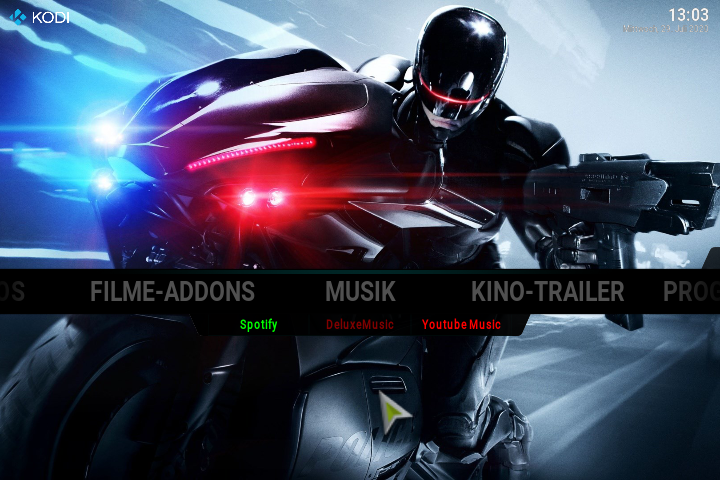 KODI
13:03
OS FILME-ADDONS MUSIK KINO-TRAILER PROG
Spotify DeluxeMusic Youtube Music